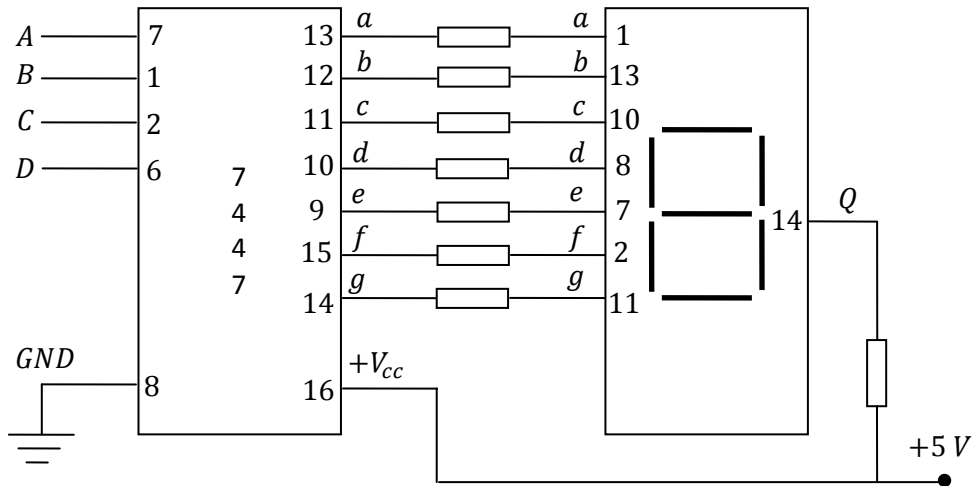 A 7 13 a a 1
B 1 12 b b 13
C 2 11 c c 10
D 6 10 d d 8
7 9 e e 7 14 Q
4
4 15 f f 2
7 14 g g 11
GND 8 16 +Vcc
+5 V